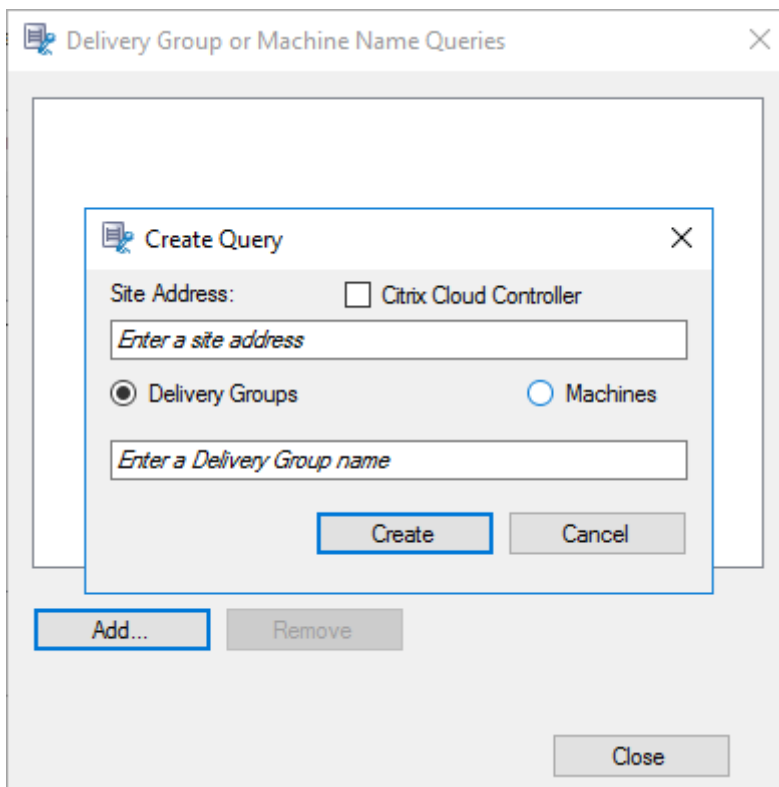 Delivery Group or Machine Name Queries
Create Query
Site Address: Citrix Cloud Controller
Enter a site address
Delivery Groups Machines
Enter a Delivery Group name
Create Cancel
Add... Remove
Close